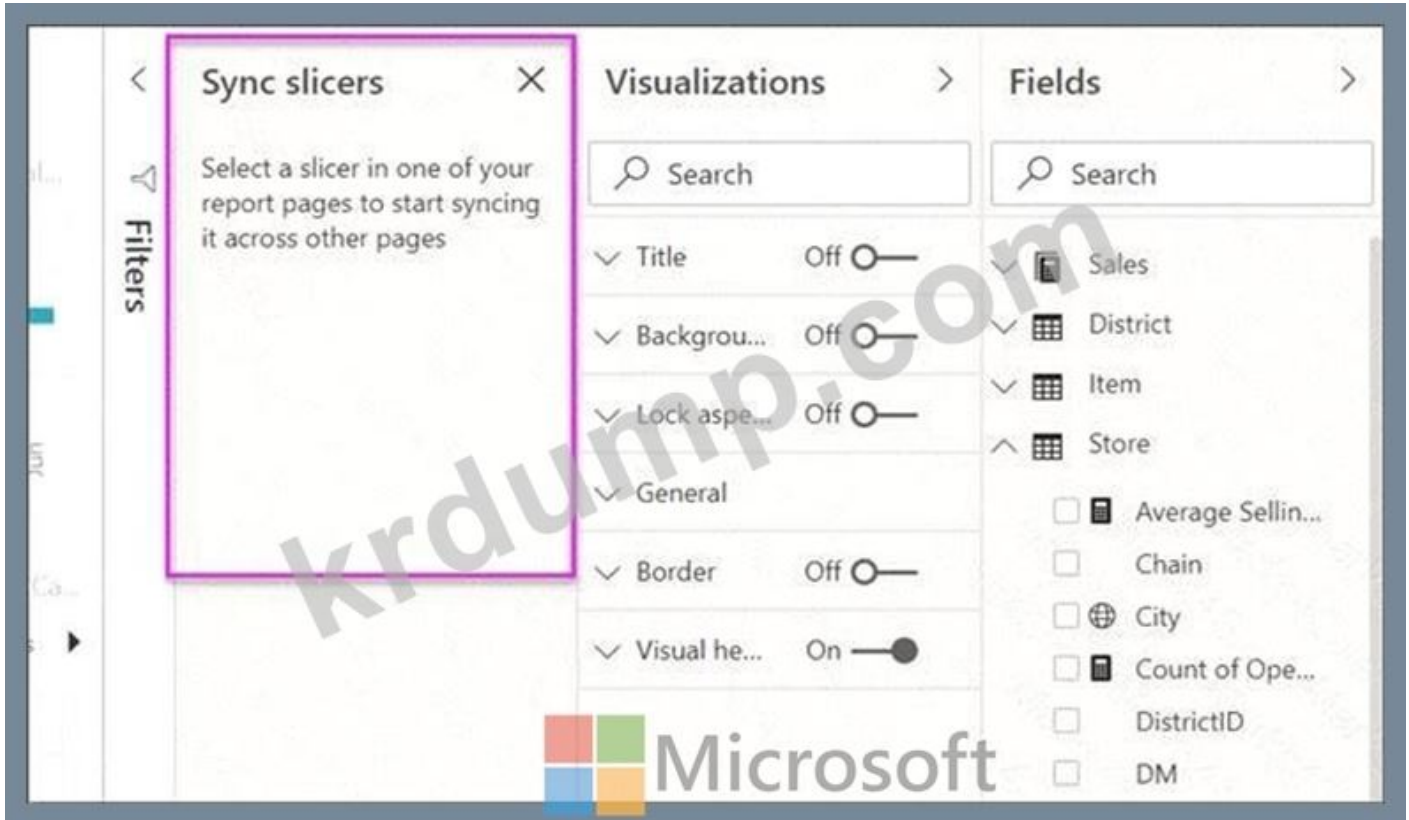 Filters
Sync slicers
Select a slicer in one of your
report pages to start syncing
it across other pages
Visualizations
Search
Title Off
Backgrou... Off
Lock aspe... Off
General
Border Off
Visual he... On
Fields
Search
Sales
District
Item
Store
Average Sellin...
Chain
City
Count of Ope...
DistrictID
DM
krdump.com
Microsoft